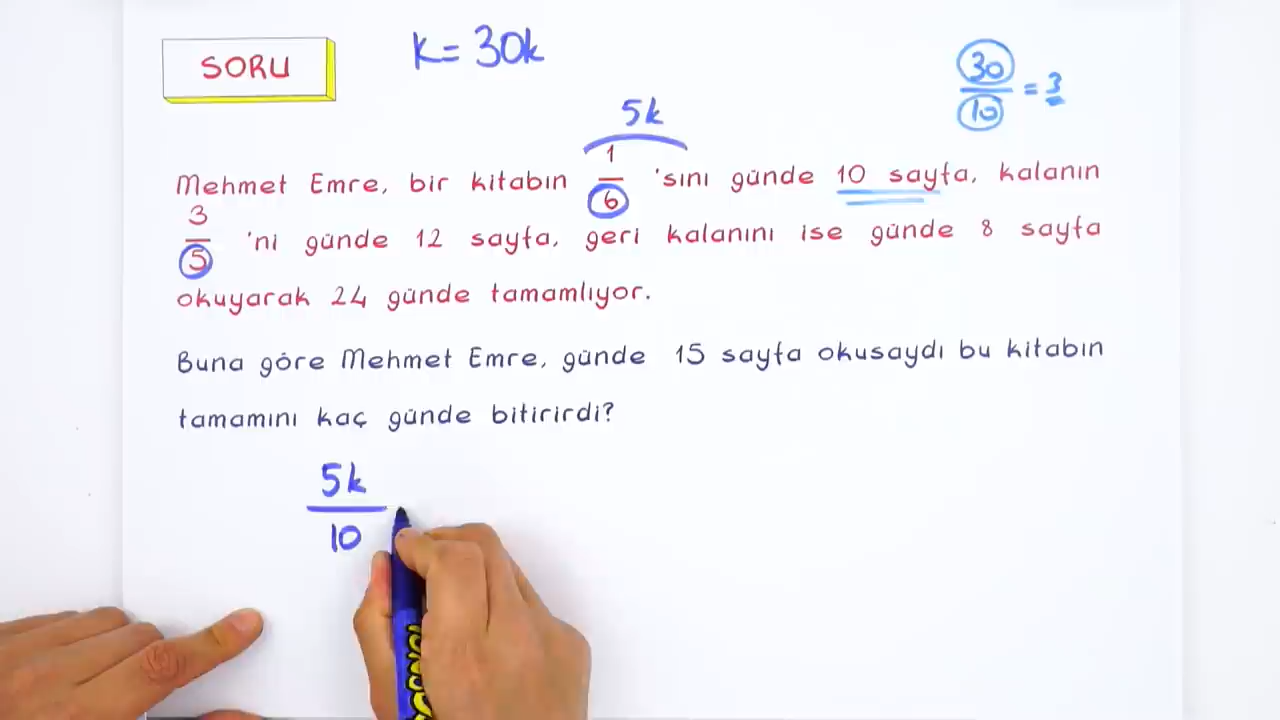 SORU
K = 30k
30
10
= 3
5k
Mehmet Emre, bir kitabın 1/6 'sını günde 10 sayfa, kalanın
3/5 'ni günde 12 sayfa, geri kalanını ise günde 8 sayfa
okuyarak 24 günde tamamlıyor.
Buna göre Mehmet Emre, günde 15 sayfa okusaydı bu kitabın
tamamını kaç günde bitirirdi?
5k
10